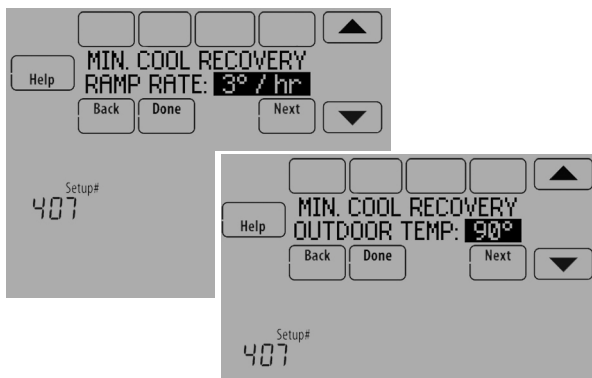 MIN. COOL RECOVERY
Help
RAMP RATE: 3° / hr
Back Done Next
Setup#
407
MIN. COOL RECOVERY
Help
OUTDOOR TEMP: 90°
Back Done Next
Setup#
407